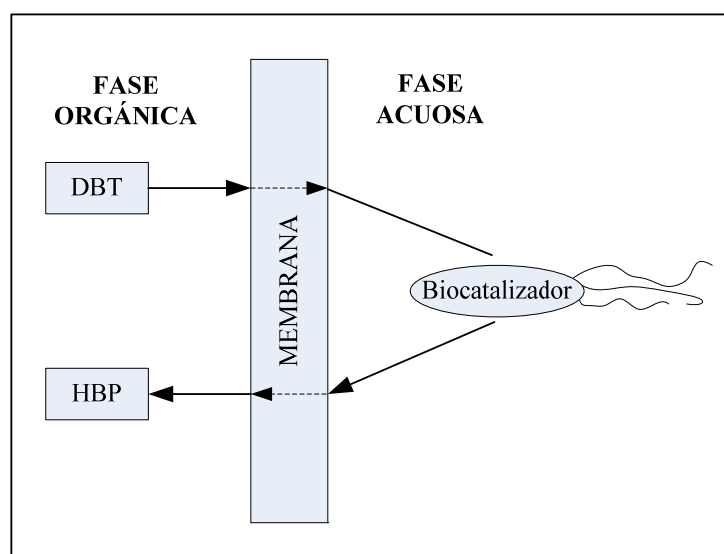 FASE
ORGÁNICA
FASE
ACUOSA
DBT
MEMBRANA
Biocatalizador
HBP